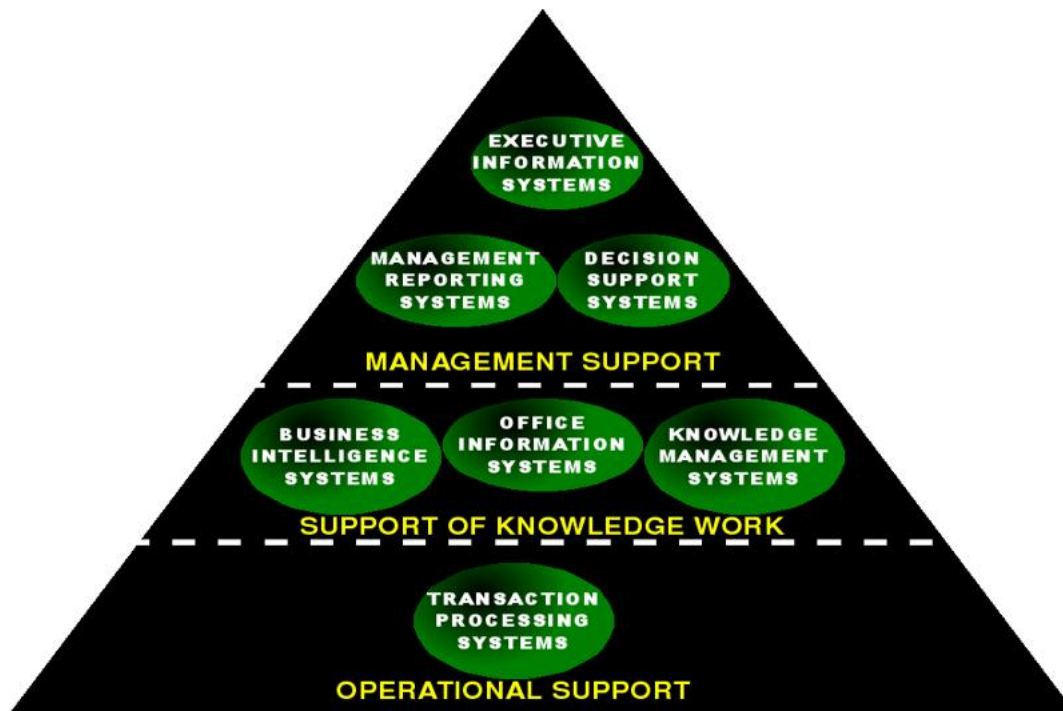 EXECUTIVE
INFORMATION
SYSTEMS
MANAGEMENT
REPORTING
SYSTEMS
DECISION
SUPPORT
SYSTEMS
MANAGEMENT SUPPORT
BUSINESS
INTELLIGENCE
SYSTEMS
OFFICE
INFORMATION
SYSTEMS
KNOWLEDGE
MANAGEMENT
SYSTEMS
SUPPORT OF KNOWLEDGE WORK
TRANSACTION
PROCESSING
SYSTEMS
OPERATIONAL SUPPORT